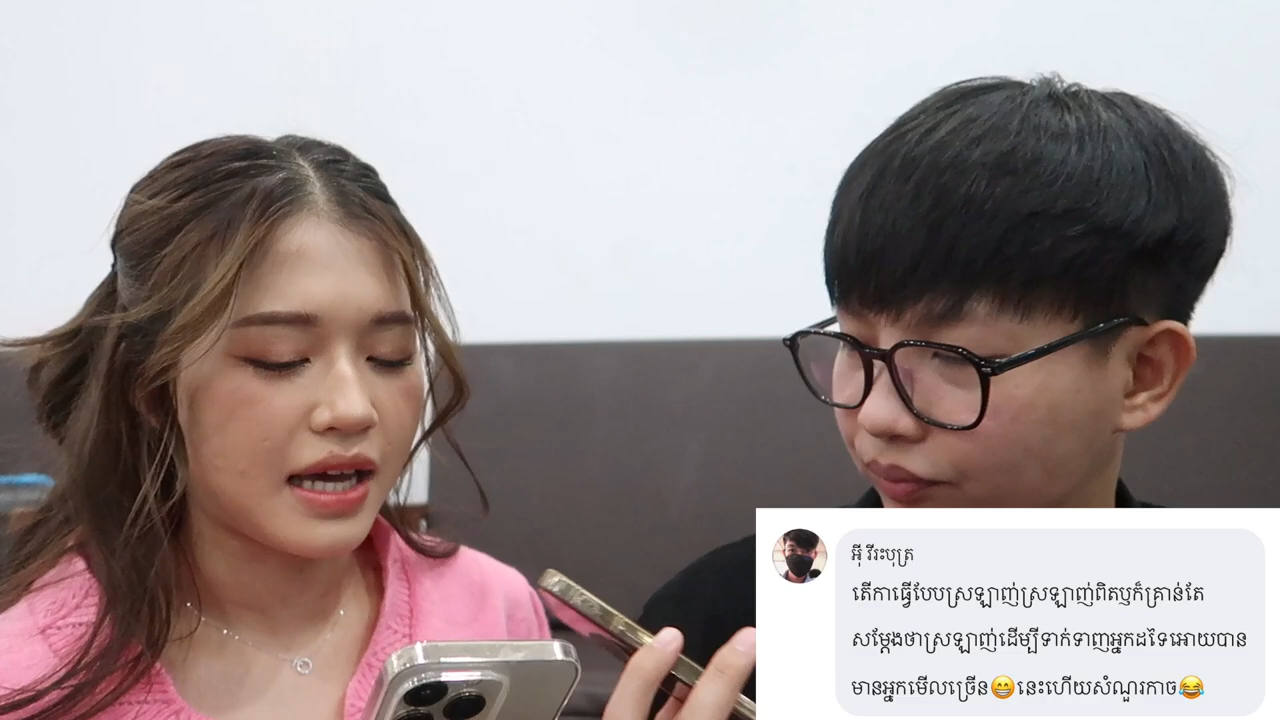 អ៊ី វីរះបុត្រ
តើកាធ្វើបែបស្រឡាញ់ស្រឡាញ់ពិតឬក៏គ្រាន់តែ
សម្តែងថាស្រឡាញ់ដើម្បីទាក់ទាញអ្នកដទៃអោយបាន
មានអ្នកមើលច្រើន😁នេះហើយសំណួរកាច😂